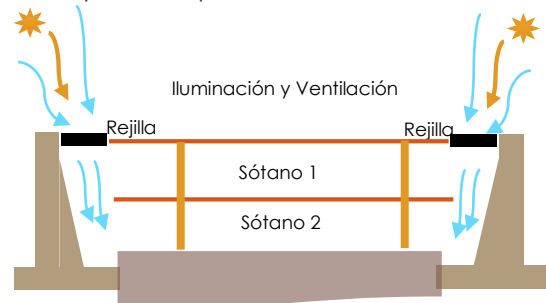 Iluminación y Ventilación
Rejilla
Rejilla
Sótano 1
Sótano 2